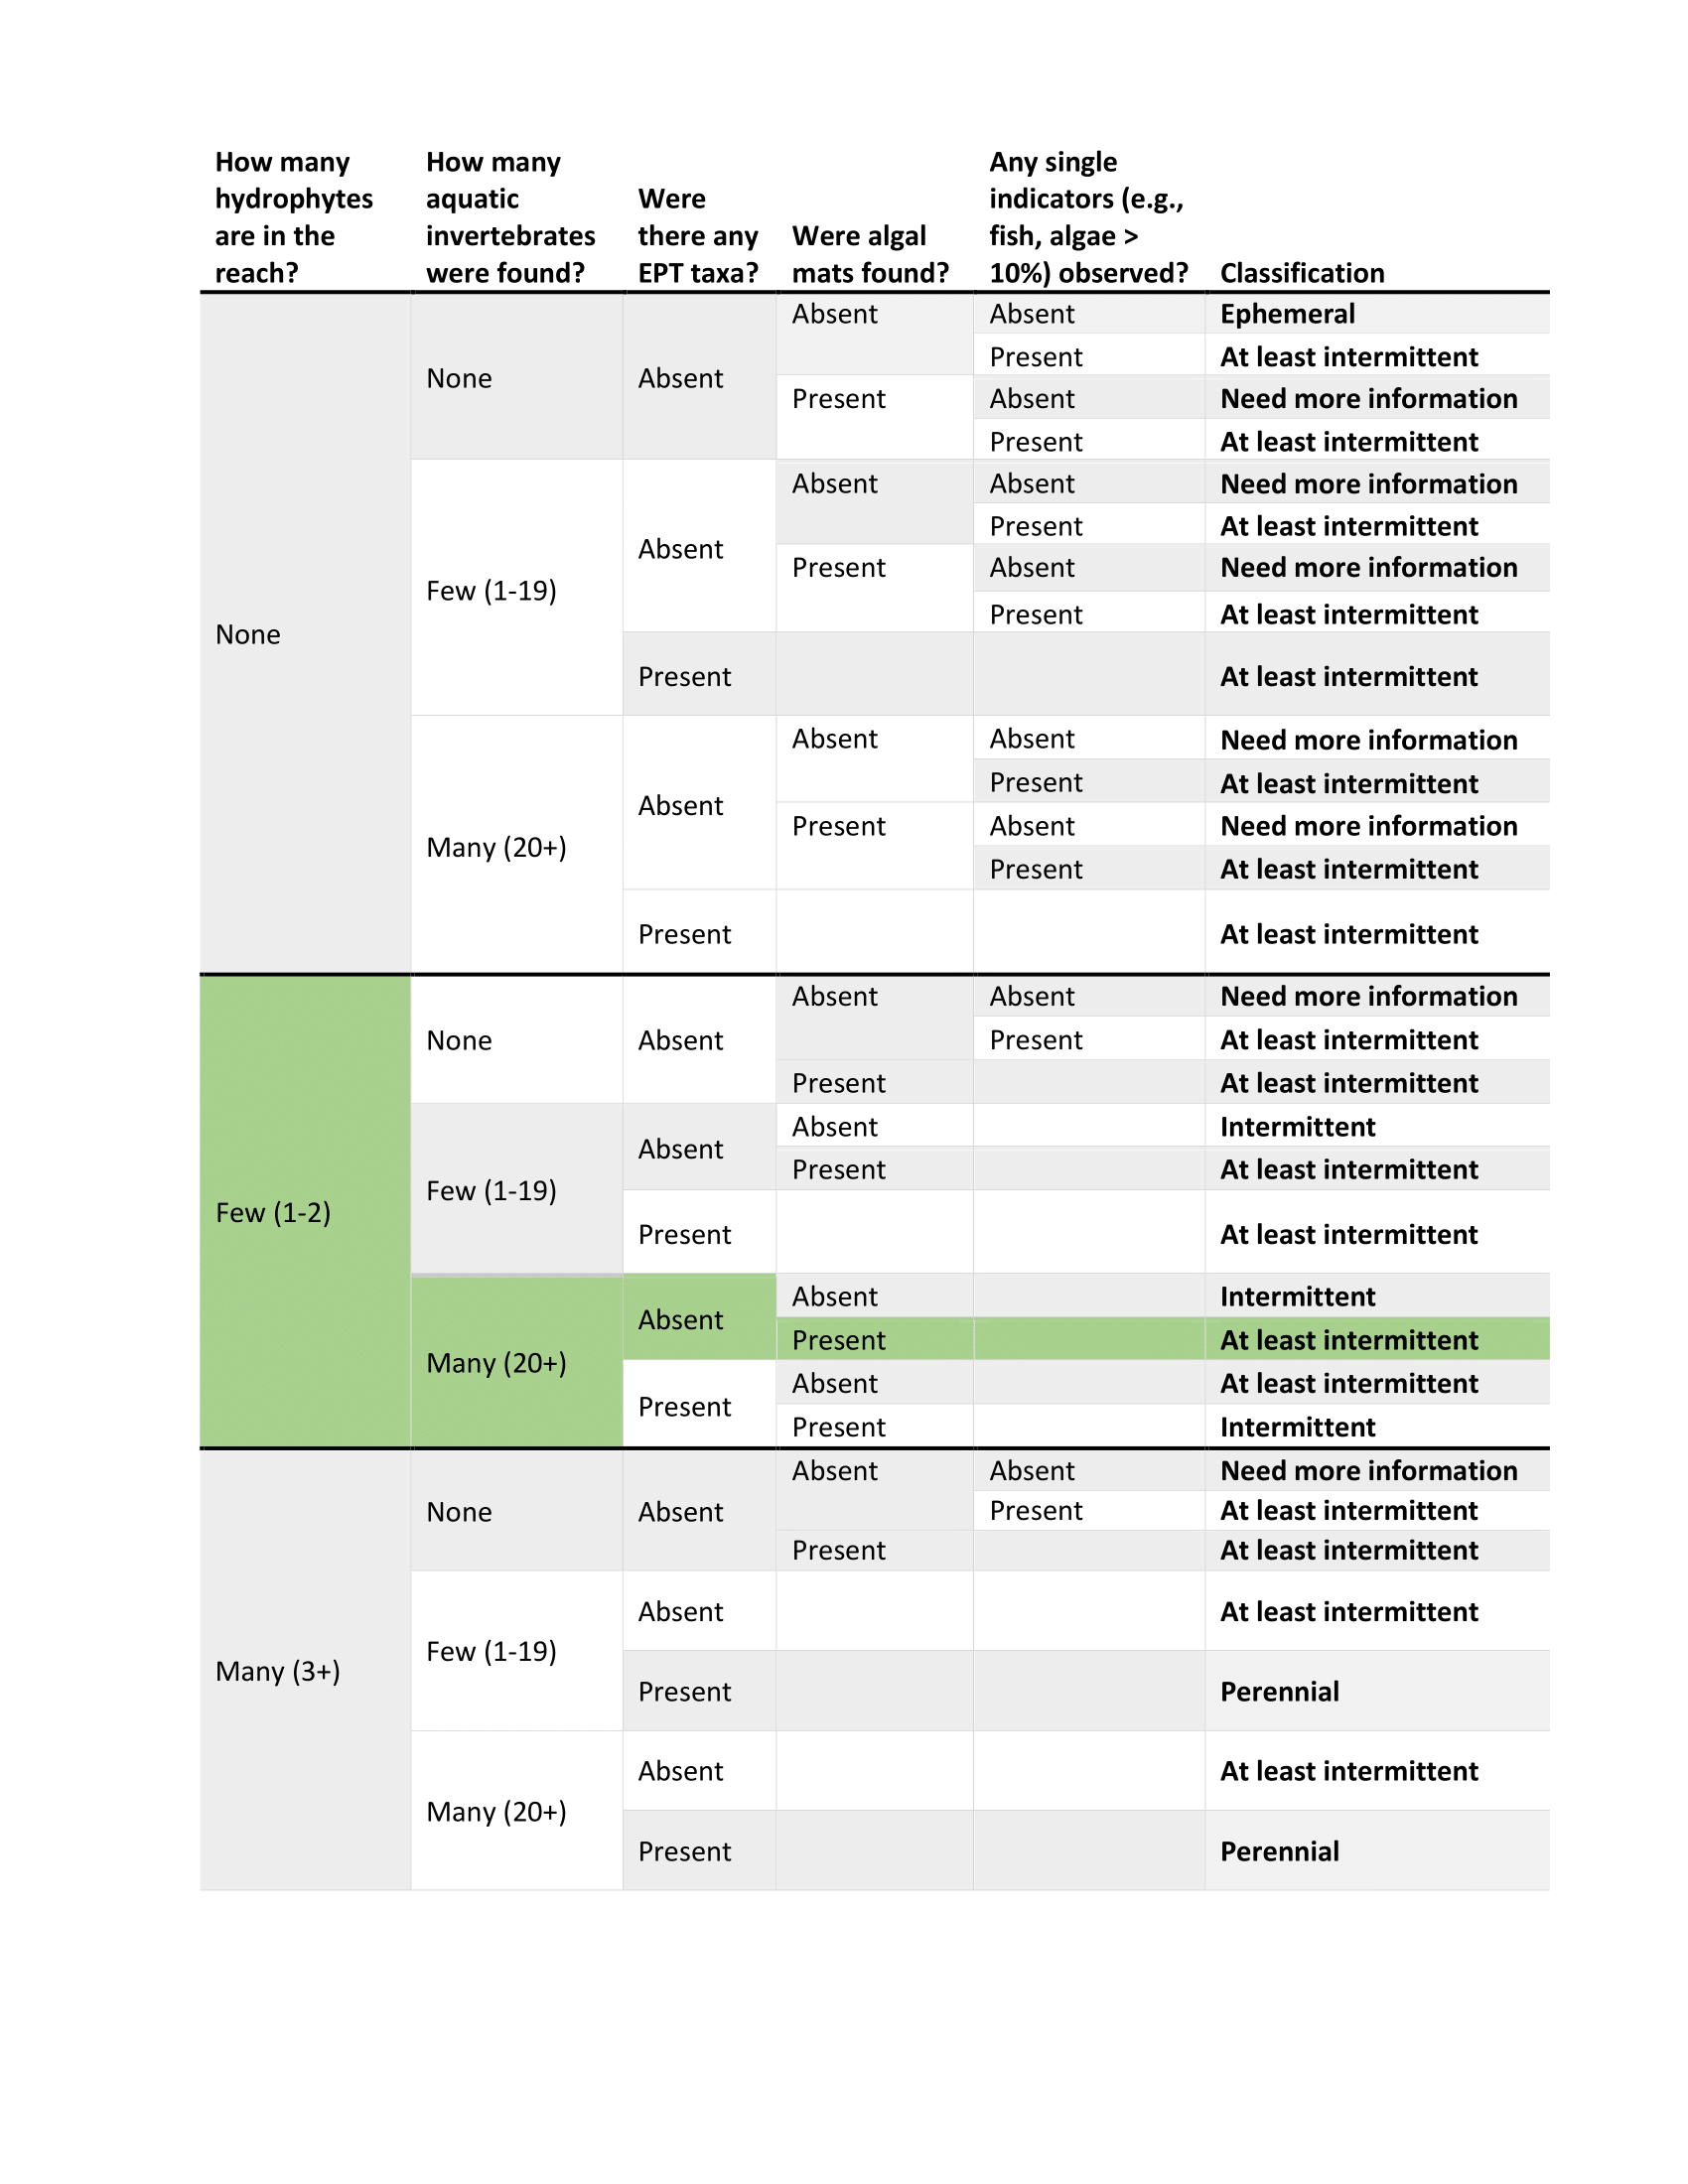 How many
hydrophytes
are in the
reach?
How many
aquatic
invertebrates
were found?
Were
there any
EPT taxa?
Were algal
mats found?
Any single
indicators (e.g.,
fish, algae >
10%) observed?
Classification
None
None
Absent
Absent
Absent
Ephemeral
Present
At least intermittent
Present
Absent
Need more information
Present
At least intermittent
Few (1-19)
Absent
Absent
Absent
Need more information
Present
At least intermittent
Present
Absent
Need more information
Present
At least intermittent
Present
At least intermittent
Many (20+)
Absent
Absent
Absent
Need more information
Present
At least intermittent
Present
Absent
Need more information
Present
At least intermittent
Present
At least intermittent
Few (1-2)
None
Absent
Absent
Absent
Need more information
Present
At least intermittent
Present
At least intermittent
Few (1-19)
Absent
Absent
Intermittent
Present
At least intermittent
Present
At least intermittent
Many (20+)
Absent
Absent
Intermittent
Present
At least intermittent
Present
Absent
At least intermittent
Present
Intermittent
Many (3+)
None
Absent
Absent
Absent
Need more information
Present
At least intermittent
Present
At least intermittent
Few (1-19)
Absent
At least intermittent
Present
Perennial
Many (20+)
Absent
At least intermittent
Present
Perennial